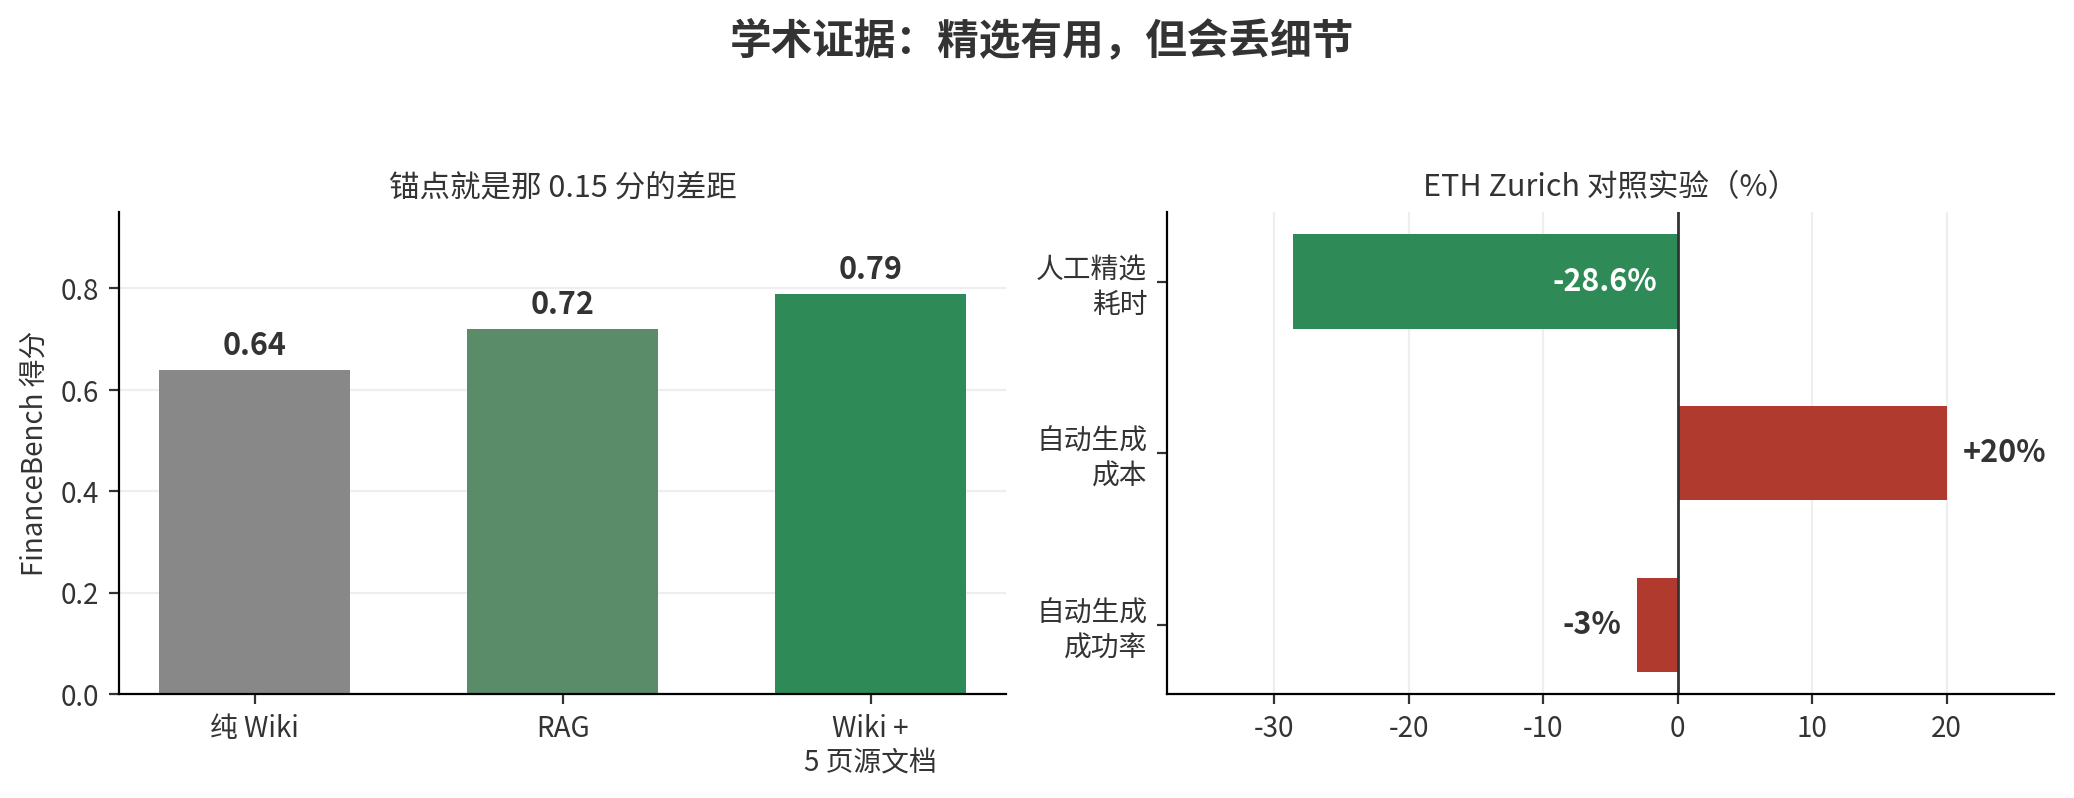 学术证据：精选有用，但会丢细节
锚点就是那 0.15 分的差距
FinanceBench 得分
0.8
0.6
0.4
0.2
0.0
0.64
0.72
0.79
纯 Wiki
RAG
Wiki +
5 页源文档
ETH Zurich 对照实验（%）
人工精选
耗时
-28.6%
自动生成
成本
+20%
自动生成
成功率
-3%
-30
-20
-10
0
10
20